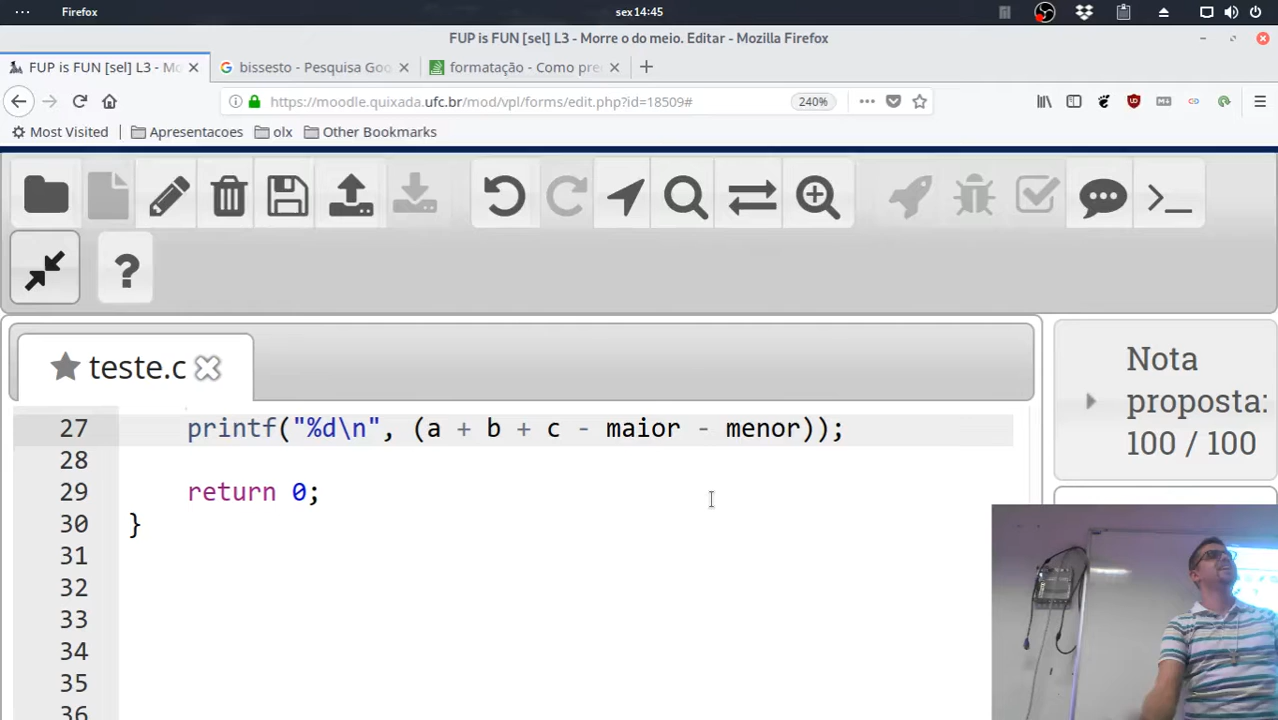 Firefox
sex 14:45
FUP is FUN [sel] L3 - Morre o do meio. Editar - Mozilla Firefox
FUP is FUN [sel] L3 - Mo
bissesto - Pesquisa Goo
formatação - Como pre
https://moodle.quixada.ufc.br/mod/vpl/forms/edit.php?id=18509#
240%
Most Visited
Apresentacoes
olx
Other Bookmarks
teste.c
27 printf("%d\n", (a + b + c - maior - menor));
28
29 return 0;
30 }
31
32
33
34
35
36
Nota
proposta:
100 / 100